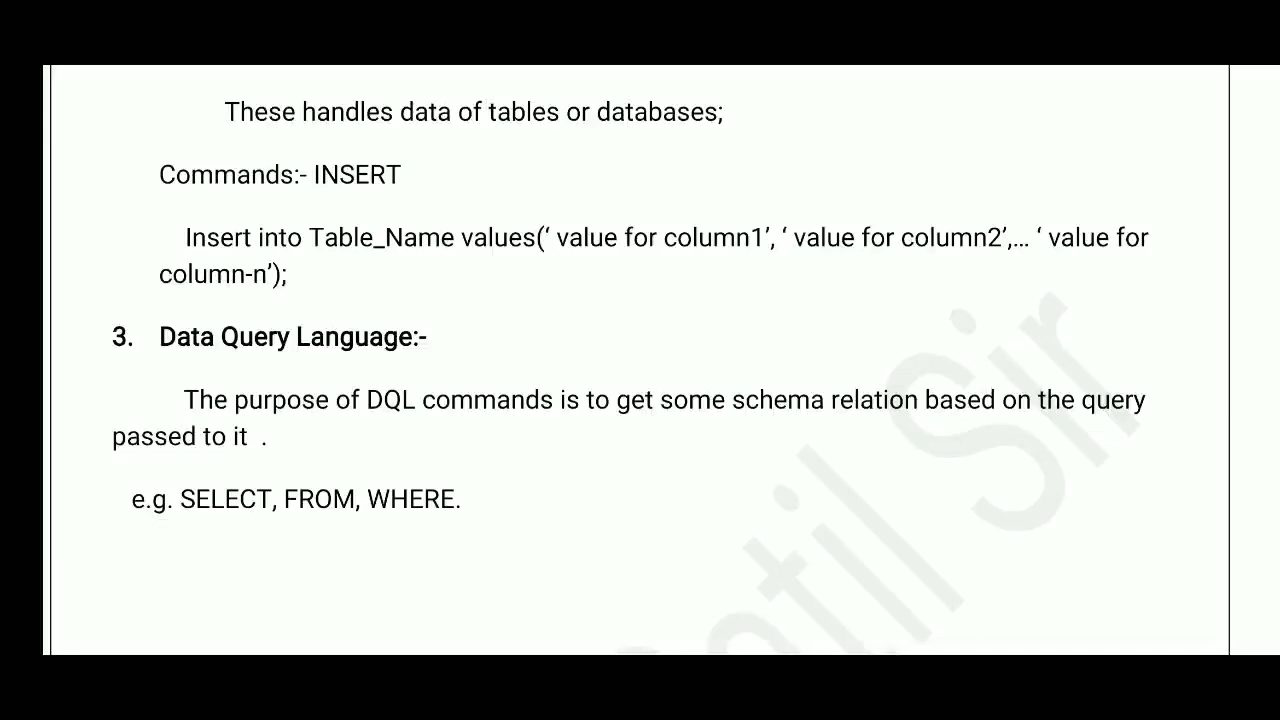 These handles data of tables or databases;
Commands:- INSERT
Insert into Table_Name values(‘ value for column1’, ‘ value for column2’,… ‘ value for
column-n’);
3. Data Query Language:-
The purpose of DQL commands is to get some schema relation based on the query
passed to it .
e.g. SELECT, FROM, WHERE.
Sir